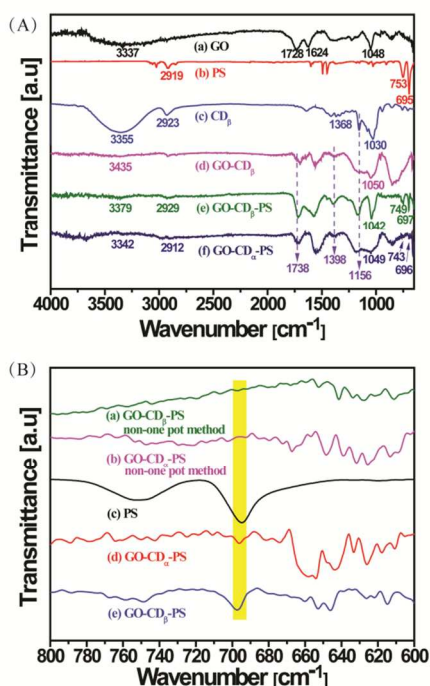 (A)
(a) GO
3337
1728
1624
1048
(b) PS
2919
753
695
(c) CDβ
3355
2923
1368
1030
(d) GO-CDβ
3435
1050
(e) GO-CDβ-PS
3379
2929
1042
749
697
(f) GO-CDα-PS
3342
2912
1049
743
696
1738
1398
1156
Transmittance [a.u]
4000 3500 3000 2500 2000 1500 1000
Wavenumber [cm-1]
(B)
(a) GO-CDβ-PS
non-one pot method
(b) GO-CDα-PS
non-one pot method
(c) PS
(d) GO-CDα-PS
(e) GO-CDβ-PS
Transmittance [a.u]
800 780 760 740 720 700 680 660 640 620 600
Wavenumber [cm-1]